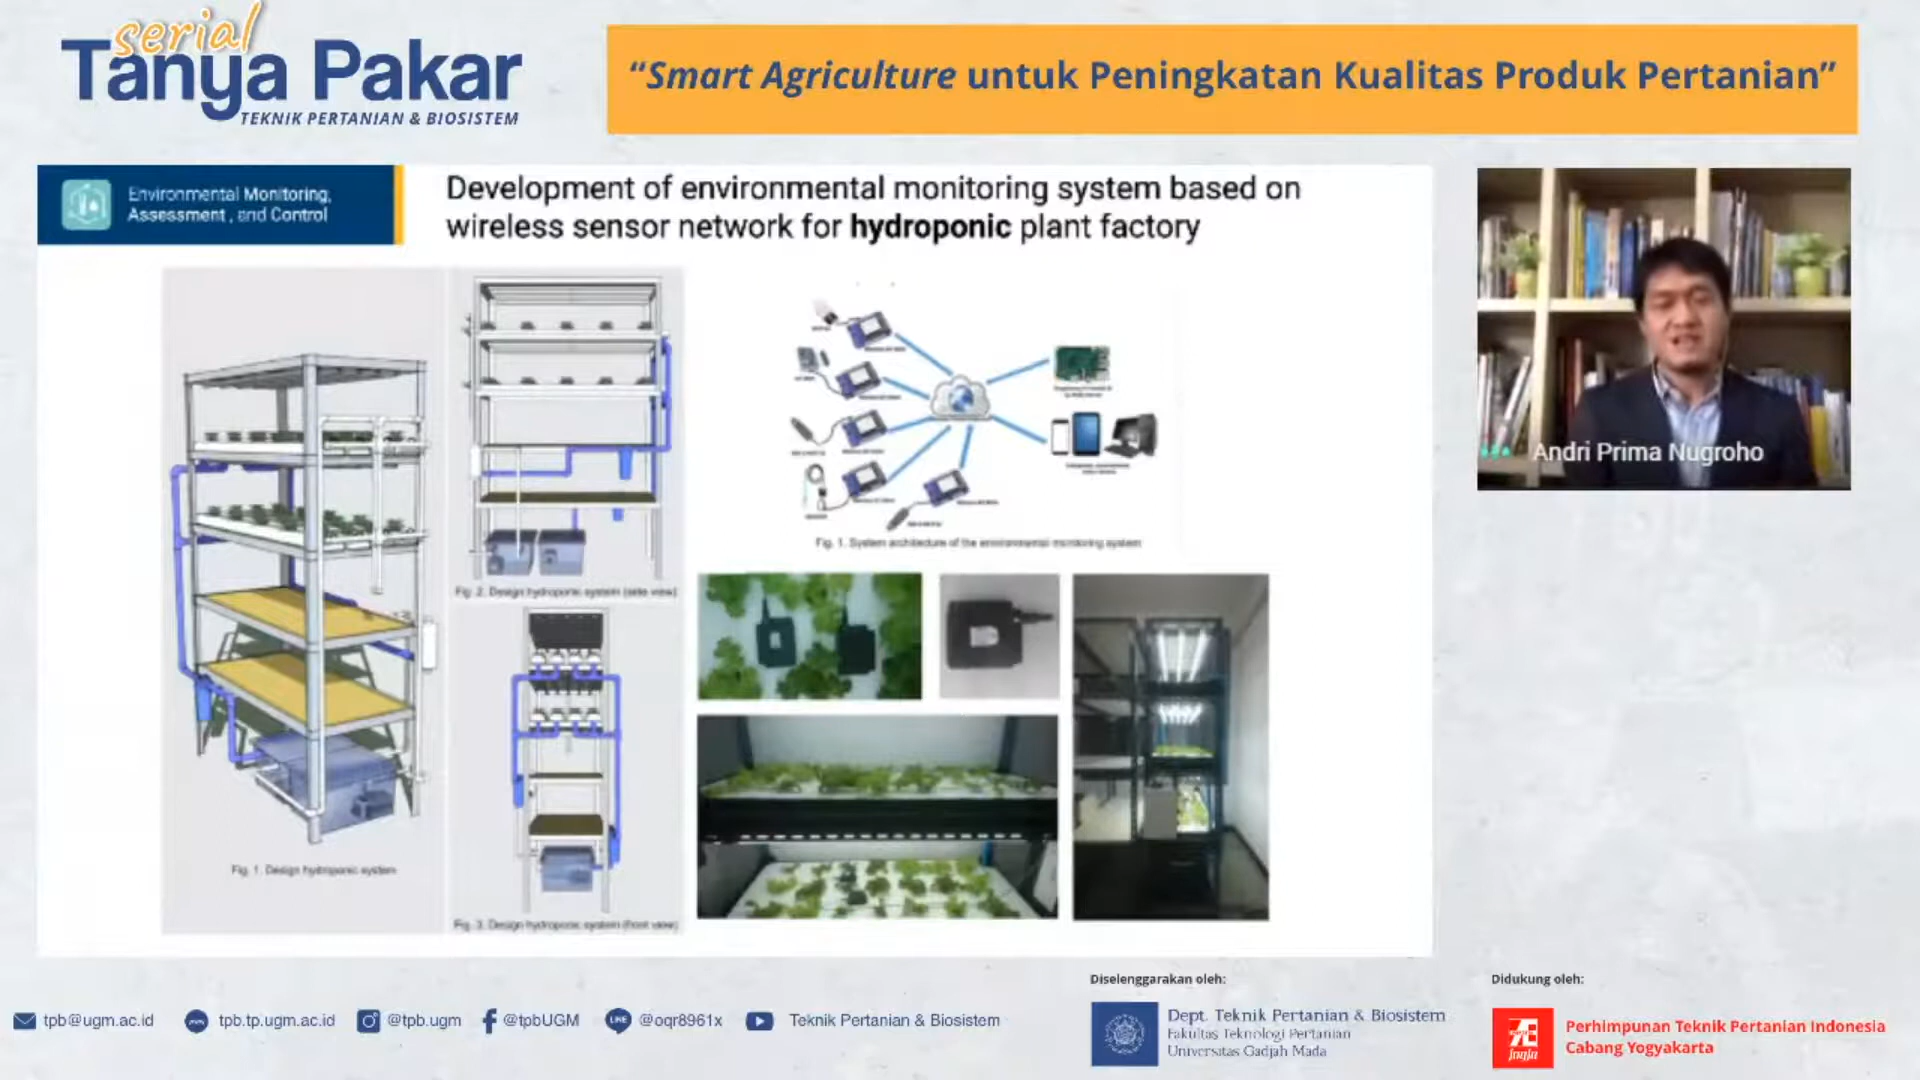 serial
Tanya Pakar
TEKNIK PERTANIAN & BIOSISTEM
“Smart Agriculture untuk Peningkatan Kualitas Produk Pertanian”
Environmental Monitoring,
Assessment , and Control
Development of environmental monitoring system based on
wireless sensor network for hydroponic plant factory
Fig. 1. System architecture of the environmental monitoring system
Fig. 2. Design hydroponic system (side view)
Fig. 1. Design hydroponic system
Fig. 3. Design hydroponic system (front view)
Andri Prima Nugroho
tpb@ugm.ac.id
tpb.tp.ugm.ac.id
@tpb.ugm
@tpbUGM
LINE
@oqr8961x
Teknik Pertanian & Biosistem
Diselenggarakan oleh:
Dept. Teknik Pertanian & Biosistem
Fakultas Teknologi Pertanian
Universitas Gadjah Mada
Didukung oleh:
jogja
Perhimpunan Teknik Pertanian Indonesia
Cabang Yogyakarta